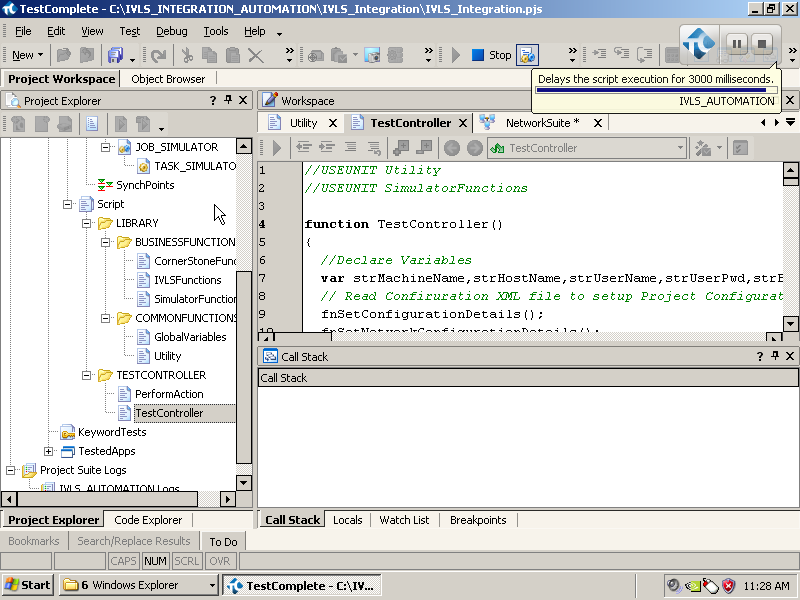 TestComplete - C:\IVLS_INTEGRATION_AUTOMATION\IVLS_Integration\IVLS_Integration.pjs
File Edit View Test Debug Tools Help
New Stop
Delays the script execution for 3000 milliseconds.
IVLS_AUTOMATION
Project Workspace Object Browser
Project Explorer
Workspace
Utility TestController NetworkSuite *
TestController
JOB_SIMULATOR
TASK_SIMULATO
SynchPoints
Script
LIBRARY
BUSINESSFUNCTION
CornerStoneFunc
IVLSFunctions
SimulatorFunction
COMMONFUNCTIONS
GlobalVariables
Utility
TESTCONTROLLER
PerformAction
TestController
KeywordTests
TestedApps
Project Suite Logs
IVLS_AUTOMATION Logs
1 //USEUNIT Utility
2 //USEUNIT SimulatorFunctions
3
4 function TestController()
5 {
6 //Declare Variables
7 var strMachineName,strHostName,strUserName,strUserPwd,strE
8 // Read Confiruration XML file to setup Project Configurat
9 fnSetConfigurationDetails();
10 fnSetNetworkConfigurationDetails();
Call Stack
Call Stack
Project Explorer Code Explorer
Call Stack Locals Watch List Breakpoints
Bookmarks Search/Replace Results To Do
CAPS NUM SCRL OVR
Start 6 Windows Explorer TestComplete - C:\IV... 11:28 AM